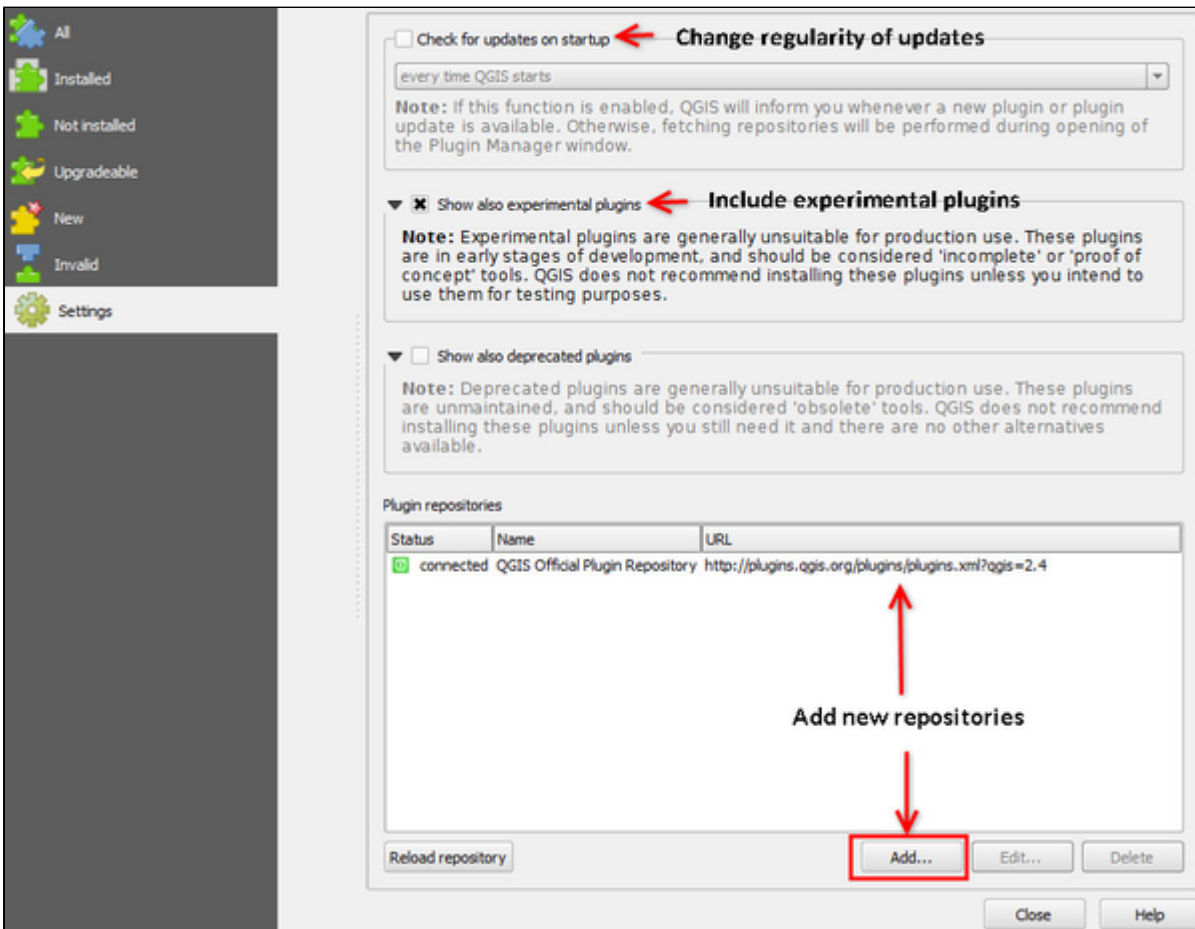 All
Installed
Not installed
Upgradeable
New
Invalid
Settings
Check for updates on startup
Change regularity of updates
every time QGIS starts
Note: If this function is enabled, QGIS will inform you whenever a new plugin or plugin
update is available. Otherwise, fetching repositories will be performed during opening of
the Plugin Manager window.
Show also experimental plugins
Include experimental plugins
Note: Experimental plugins are generally unsuitable for production use. These plugins
are in early stages of development, and should be considered 'incomplete' or 'proof of
concept' tools. QGIS does not recommend installing these plugins unless you intend to
use them for testing purposes.
Show also deprecated plugins
Note: Deprecated plugins are generally unsuitable for production use. These plugins
are unmaintained, and should be considered 'obsolete' tools. QGIS does not recommend
installing these plugins unless you still need it and there are no other alternatives
available.
Plugin repositories
Status Name URL
connected QGIS Official Plugin Repository http://plugins.qgis.org/plugins/plugins.xml?qgis=2.4
Add new repositories
Reload repository Add... Edit... Delete
Close Help